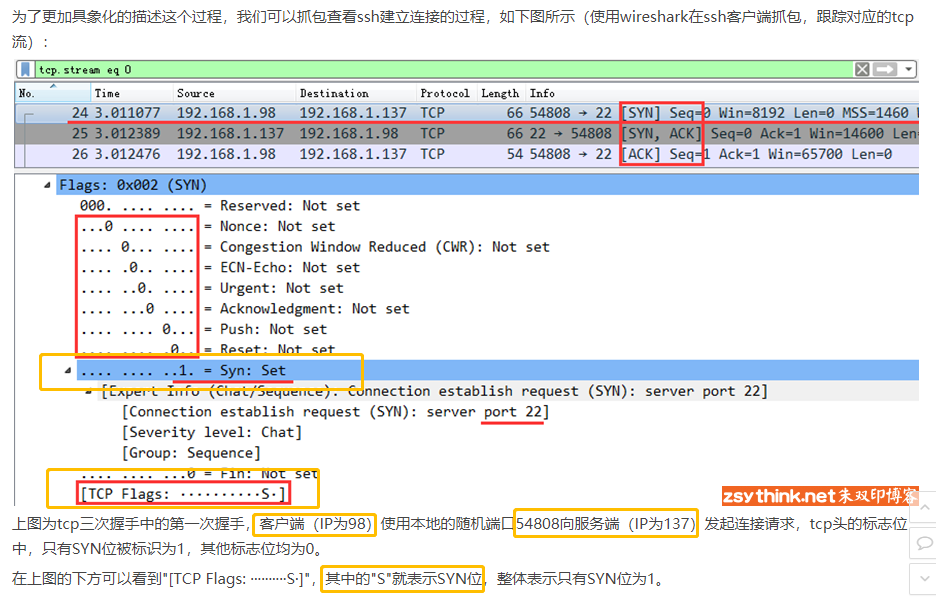 为了更加具象化的描述这个过程，我们可以抓包查看ssh建立连接的过程，如下图所示（使用wireshark在ssh客户端抓包，跟踪对应的tcp
流）：
tcp.stream eq 0
No. Time Source Destination Protocol Length Info
24 3.011077 192.168.1.98 192.168.1.137 TCP 66 54808 → 22 [SYN] Seq=0 Win=8192 Len=0 MSS=1460 W
25 3.012389 192.168.1.137 192.168.1.98 TCP 66 22 → 54808 [SYN, ACK] Seq=0 Ack=1 Win=14600 Len=
26 3.012476 192.168.1.98 192.168.1.137 TCP 54 54808 → 22 [ACK] Seq=1 Ack=1 Win=65700 Len=0
Flags: 0x002 (SYN)
000. .... .... = Reserved: Not set
...0 .... .... = Nonce: Not set
.... 0... .... = Congestion Window Reduced (CWR): Not set
.... .0.. .... = ECN-Echo: Not set
.... ..0. .... = Urgent: Not set
.... ...0 .... = Acknowledgment: Not set
.... .... 0... = Push: Not set
.... .... .0.. = Reset: Not set
.... .... ..1. = Syn: Set
[Expert Info (Chat/Sequence): Connection establish request (SYN): server port 22]
[Connection establish request (SYN): server port 22]
[Severity level: Chat]
[Group: Sequence]
.... .... ...0 = Fin: Not set
[TCP Flags: ··········S·]
zsythink.net朱双印博客
上图为tcp三次握手中的第一次握手，客户端（IP为98）使用本地的随机端口54808向服务端（IP为137）发起连接请求，tcp头的标志位
中，只有SYN位被标识为1，其他标志位均为0。
在上图的下方可以看到"[TCP Flags: ··········S·]"，其中的"S"就表示SYN位，整体表示只有SYN位为1。